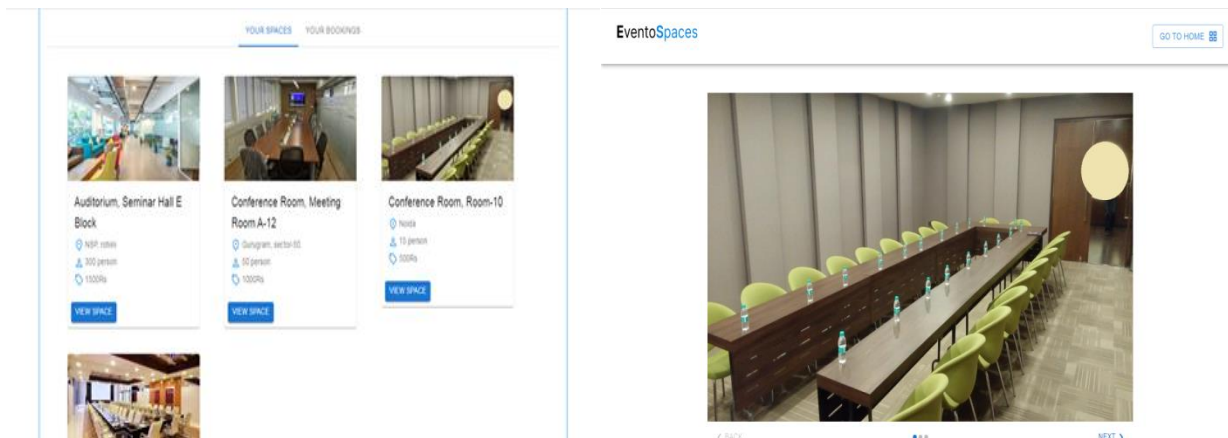 YOUR SPACES YOUR BOOKINGS
Auditorium, Seminar Hall E
Block
300 person
1500Rs
VIEW SPACE
Conference Room, Meeting
Room A-12
Gurugram, sector-50,
50 person
1000Rs
VIEW SPACE
Conference Room, Room-10
Noida
10 person
500Rs
VIEW SPACE
EventoSpaces
GO TO HOME
BACK
NEXT